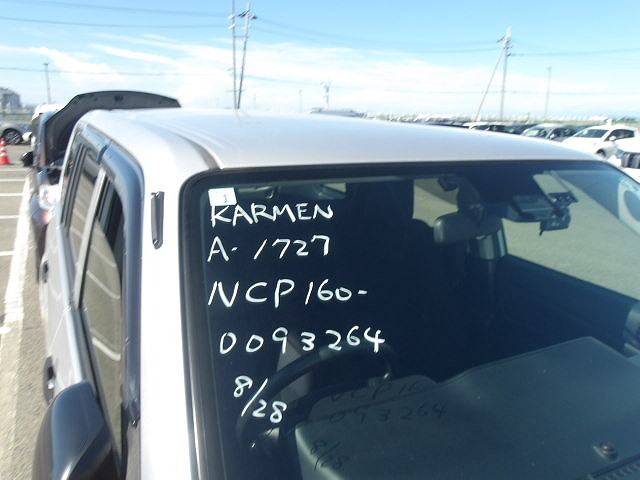 KARMEN
A-1727
NCP160-
0093264
8/28